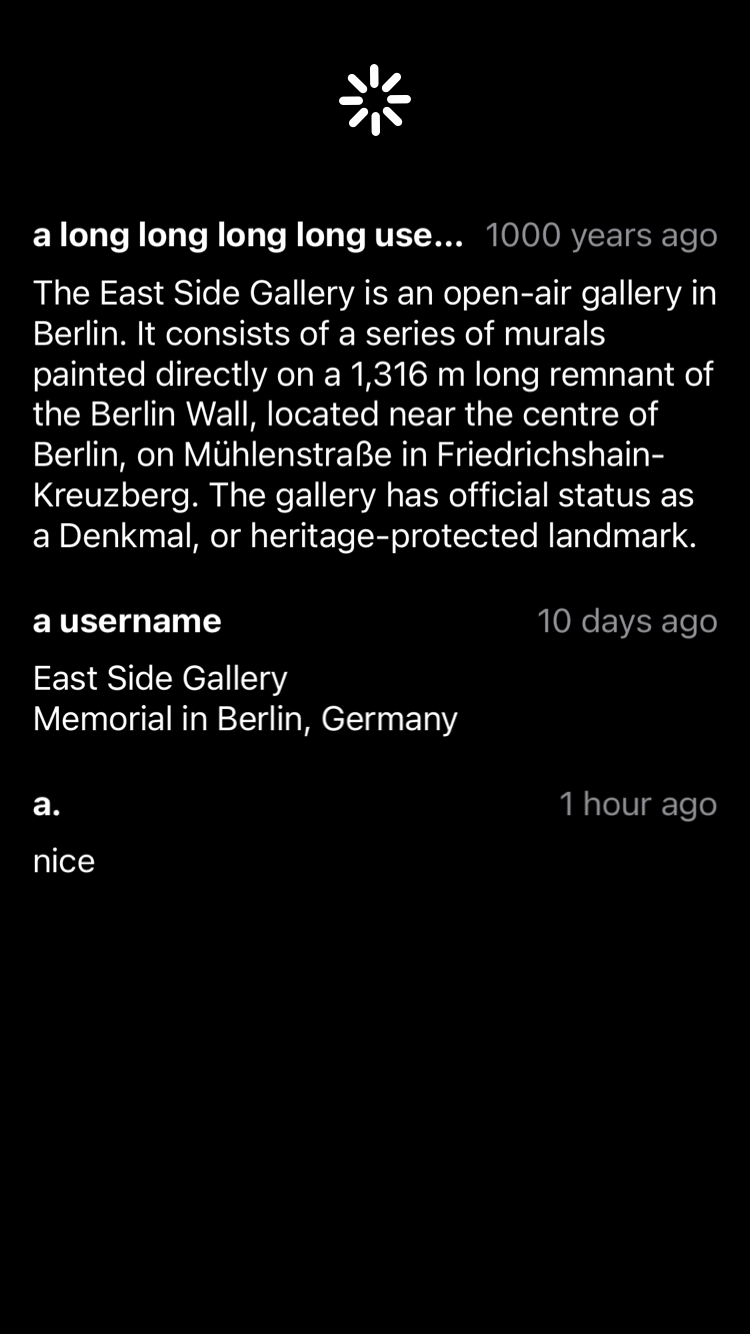 a long long long long use... 1000 years ago
The East Side Gallery is an open-air gallery in
Berlin. It consists of a series of murals
painted directly on a 1,316 m long remnant of
the Berlin Wall, located near the centre of
Berlin, on Mühlenstraße in Friedrichshain-
Kreuzberg. The gallery has official status as
a Denkmal, or heritage-protected landmark.
a username 10 days ago
East Side Gallery
Memorial in Berlin, Germany
a. 1 hour ago
nice